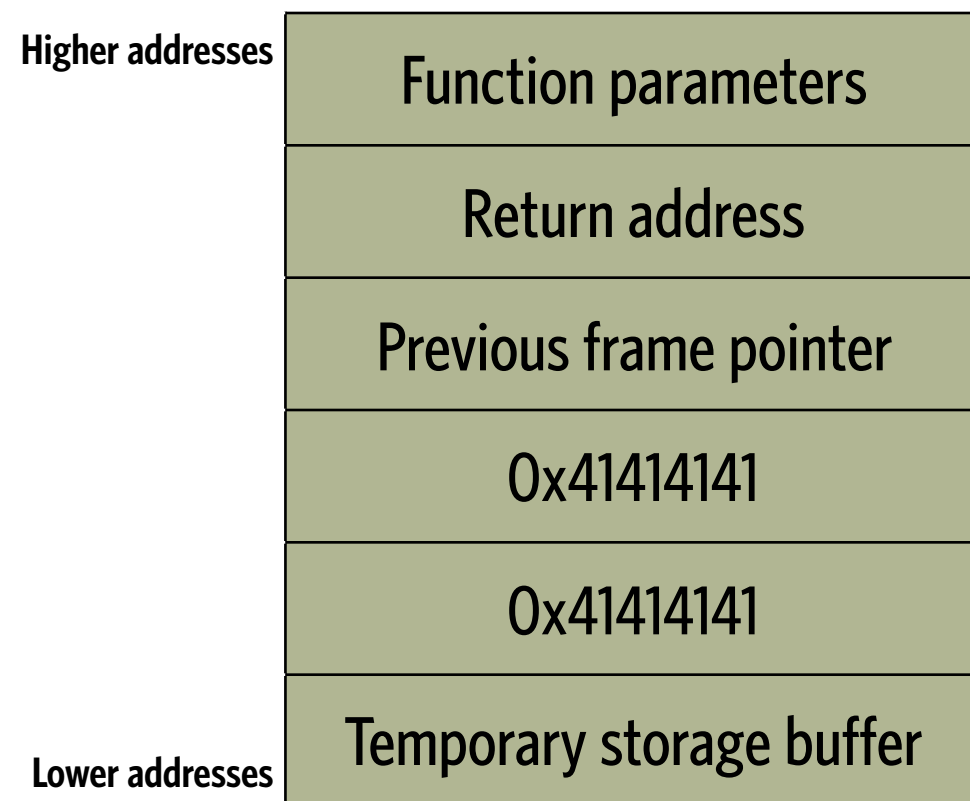 Higher addresses
Function parameters
Return address
Previous frame pointer
0x41414141
0x41414141
Temporary storage buffer
Lower addresses